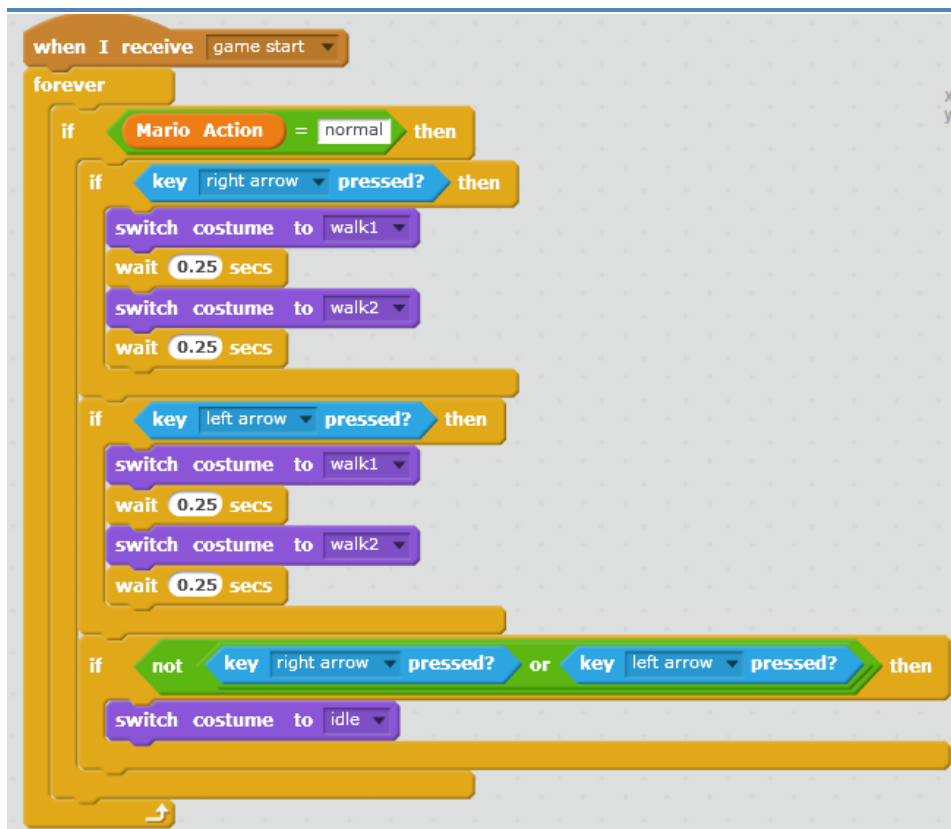 when I receive game start
forever
if Mario Action = normal then
if key right arrow pressed? then
switch costume to walk1
wait 0.25 secs
switch costume to walk2
wait 0.25 secs
if key left arrow pressed? then
switch costume to walk1
wait 0.25 secs
switch costume to walk2
wait 0.25 secs
if not key right arrow pressed? or key left arrow pressed? then
switch costume to idle
x
y